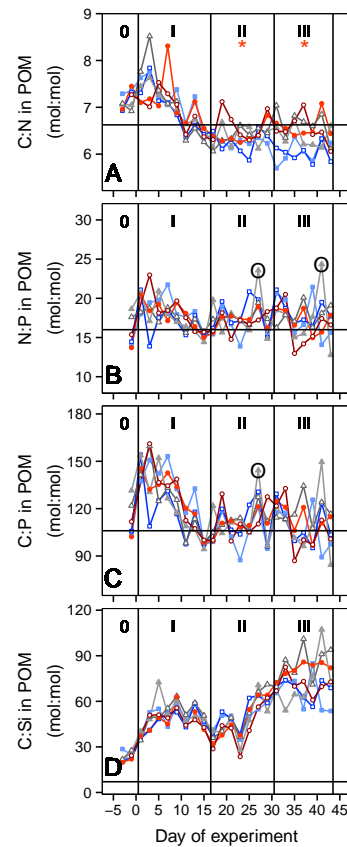 9
0
I
II
III
*
*
8
7
6
A
C:N in POM
(mol:mol)
30
0
I
II
III
25
20
15
10
B
N:P in POM
(mol:mol)
180
0
I
II
III
150
120
90
C
C:P in POM
(mol:mol)
120
0
I
II
III
90
60
30
0
D
C:Si in POM
(mol:mol)
−5 0 5 10 15 20 25 30 35 40 45
Day of experiment